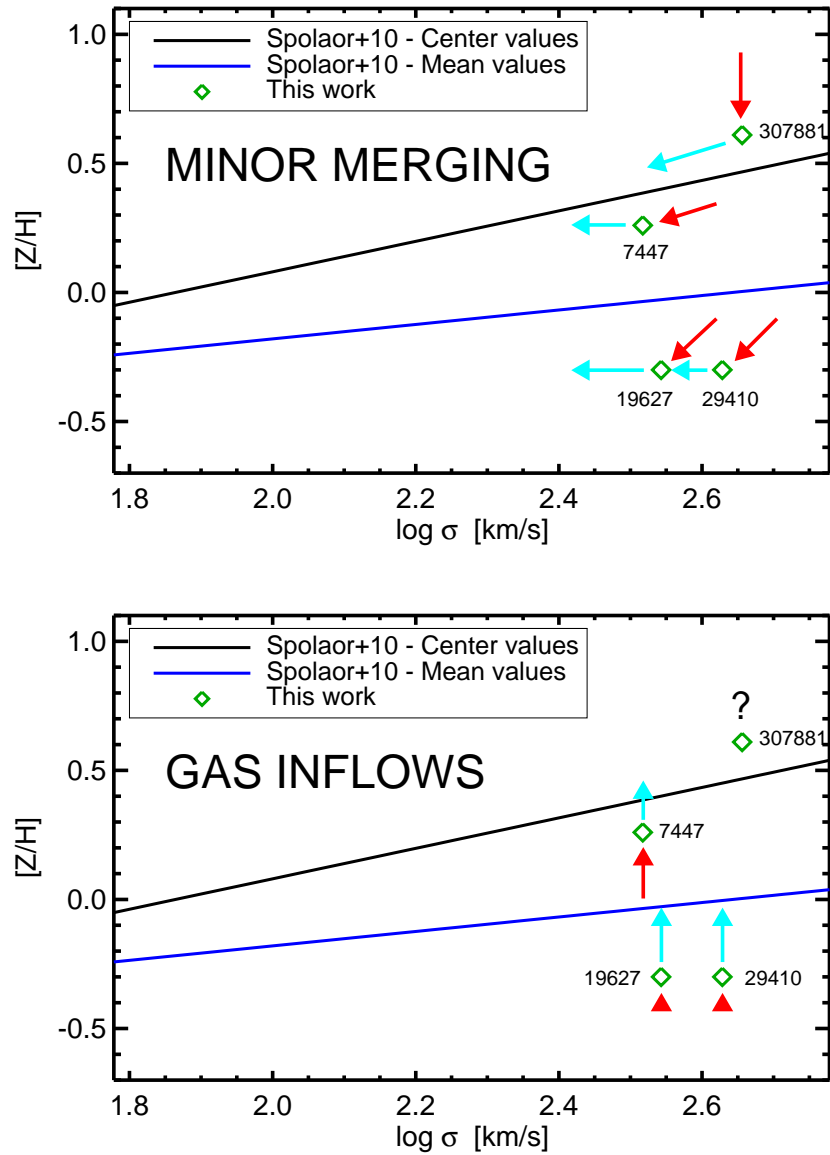 1.0
Spolaor+10 - Center values
Spolaor+10 - Mean values
This work
307881
0.5
MINOR MERGING
[Z/H]
7447
0.0
19627
29410
-0.5
1.8 2.0 2.2 2.4 2.6
log σ [km/s]
1.0
Spolaor+10 - Center values
Spolaor+10 - Mean values
This work
?
307881
GAS INFLOWS
0.5
7447
[Z/H]
0.0
19627
29410
-0.5
1.8 2.0 2.2 2.4 2.6
log σ [km/s]